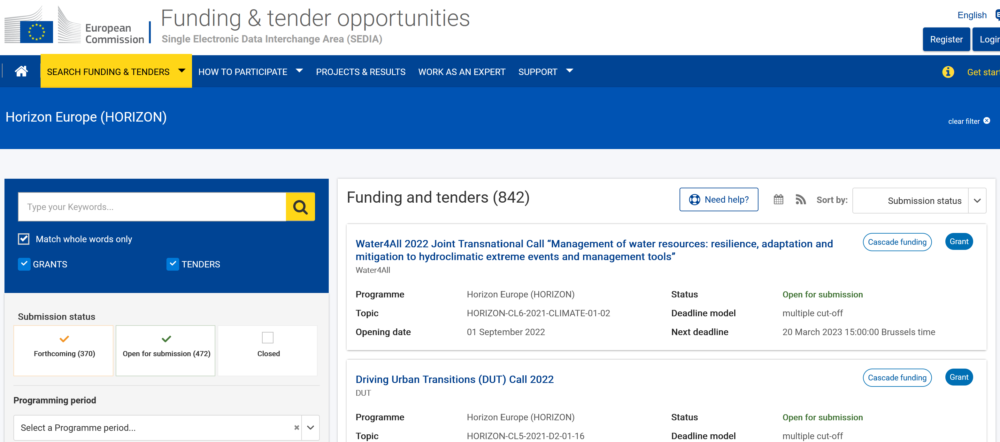 European
Commission
Funding & tender opportunities
Single Electronic Data Interchange Area (SEDIA)
English
Register
SEARCH FUNDING & TENDERS
HOW TO PARTICIPATE
PROJECTS & RESULTS
WORK AS AN EXPERT
SUPPORT
Get
Horizon Europe (HORIZON)
clear filter
Type your Keywords...
Match whole words only
GRANTS
TENDERS
Submission status
Forthcoming (370)
Open for submission (472)
Closed
Programming period
Select a Programme period...
Funding and tenders (842)
Need help?
Sort by:
Submission status
Water4All 2022 Joint Transnational Call “Management of water resources: resilience, adaptation and
mitigation to hydroclimatic extreme events and management tools”
Cascade funding
Grant
Water4All
Programme Horizon Europe (HORIZON) Status Open for submission
Topic HORIZON-CL6-2021-CLIMATE-01-02 Deadline model multiple cut-off
Opening date 01 September 2022 Next deadline 20 March 2023 15:00:00 Brussels time
Driving Urban Transitions (DUT) Call 2022
Cascade funding
Grant
DUT
Programme Horizon Europe (HORIZON) Status Open for submission
Topic HORIZON-CL5-2021-D2-01-16 Deadline model multiple cut-off